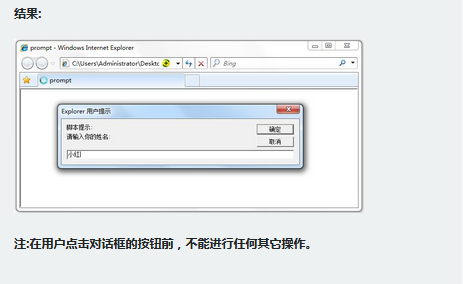 结果:
prompt - Windows Internet Explorer
C:\Users\Administrator\Deskto
Bing
prompt
Explorer 用户提示
脚本提示:
请输入你的姓名:
确定
取消
小红
注:在用户点击对话框的按钮前，不能进行任何其它操作。